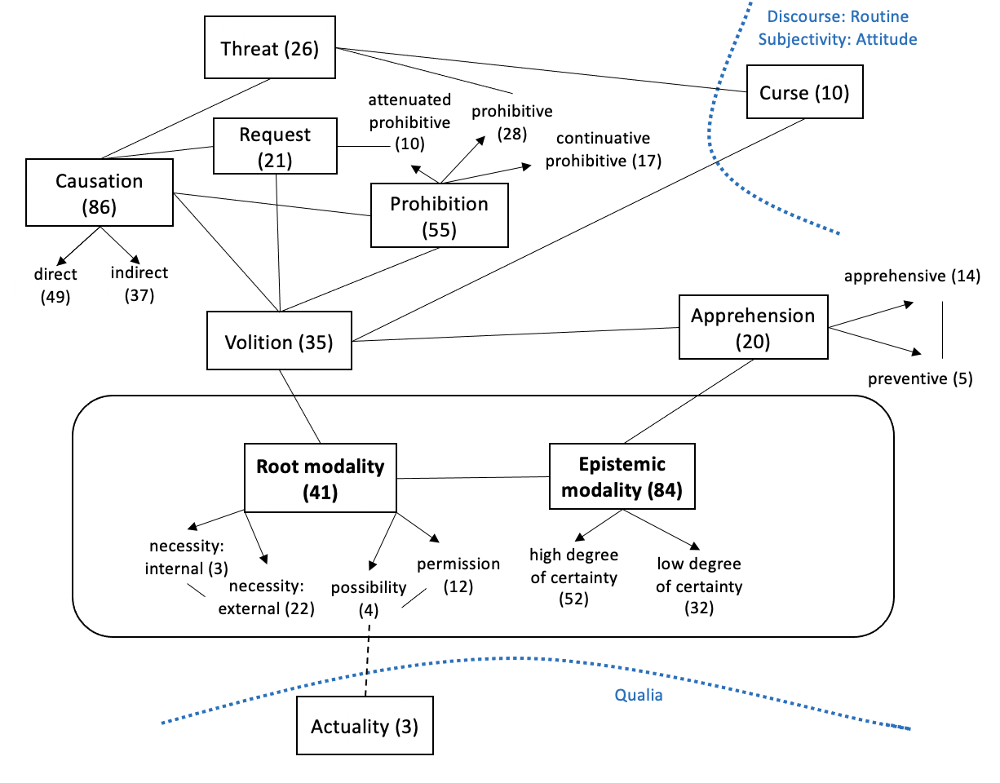 Discourse: Routine
Subjectivity: Attitude
Threat (26)
Curse (10)
attenuated
prohibitive
(10)
prohibitive
(28)
continuative
prohibitive (17)
Request
(21)
Causation
(86)
Prohibition
(55)
direct
(49)
indirect
(37)
apprehensive (14)
Volition (35)
Apprehension
(20)
preventive (5)
Root modality
(41)
Epistemic
modality (84)
necessity:
internal (3)
necessity:
external (22)
possibility
(4)
permission
(12)
high degree
of certainty
(52)
low degree
of certainty
(32)
Qualia
Actuality (3)